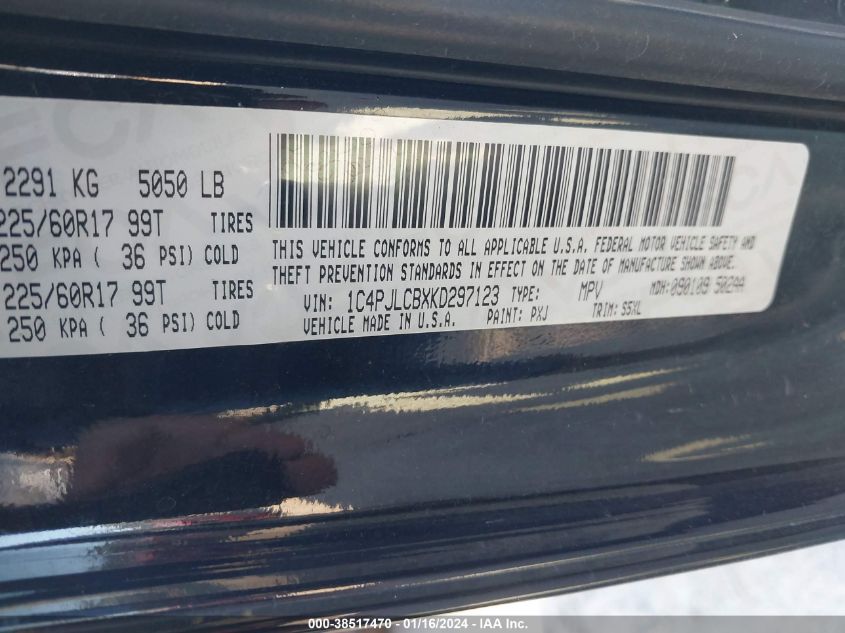 2291 KG 5050 LB
225/60R17 99T TIRES
250 KPA ( 36 PSI) COLD
225/60R17 99T TIRES
250 KPA ( 36 PSI) COLD
THIS VEHICLE CONFORMS TO ALL APPLICABLE U.S.A. FEDERAL MOTOR VEHICLE SAFETY AND
THEFT PREVENTION STANDARDS IN EFFECT ON THE DATE OF MANUFACTURE SHOWN ABOVE.
VIN: 1C4PJLCBXKD297123 TYPE: MPV MDH: 090109 502AA
VEHICLE MADE IN U.S.A. PAINT: PXJ TRIM: S5XL
000-38517470 - 01/16/2024 - IAA Inc.